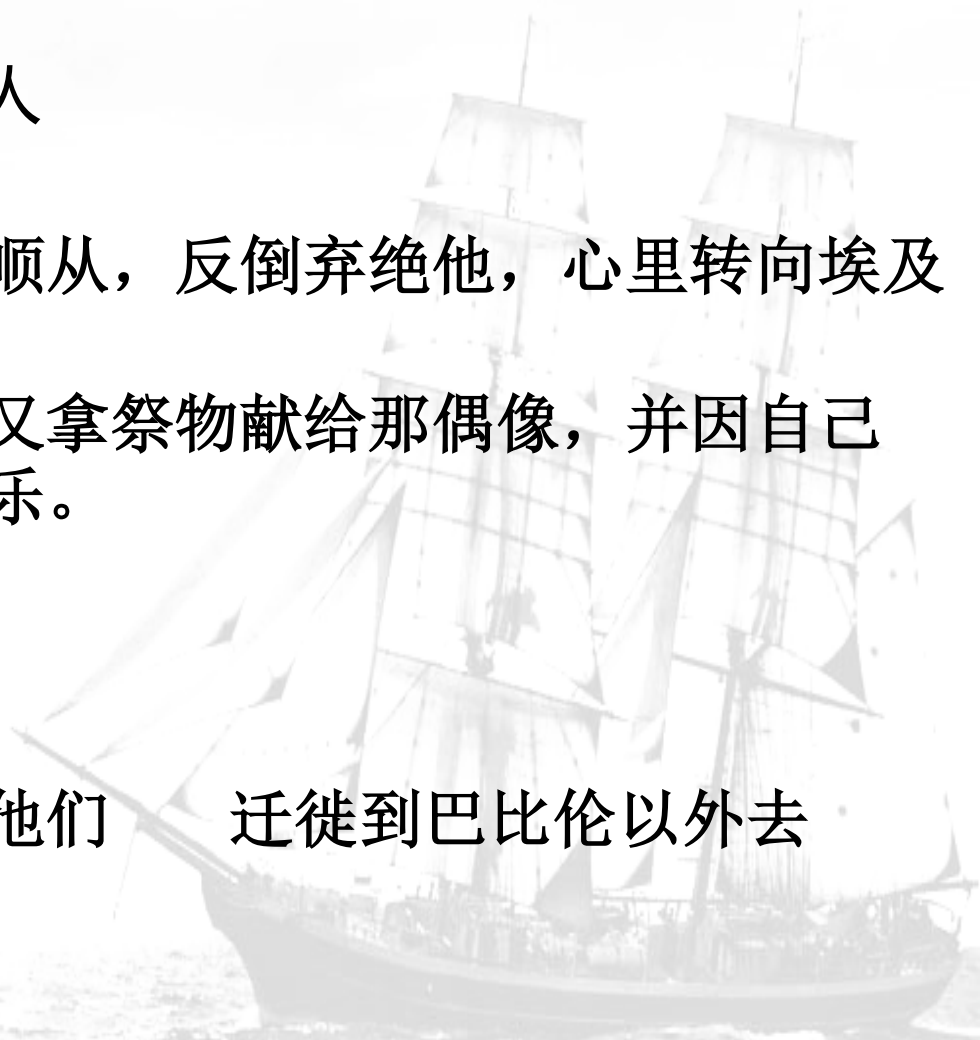 人
顺从，反倒弃绝他，心里转向埃及
又拿祭物献给那偶像，并因自己
乐。
他们 迁徙到巴比伦以外去